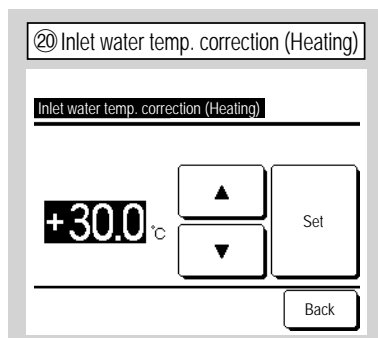 ⑳ Inlet water temp. correction (Heating)
Inlet water temp. correction (Heating)
▲
+30.0 °C
Set
▼
Back